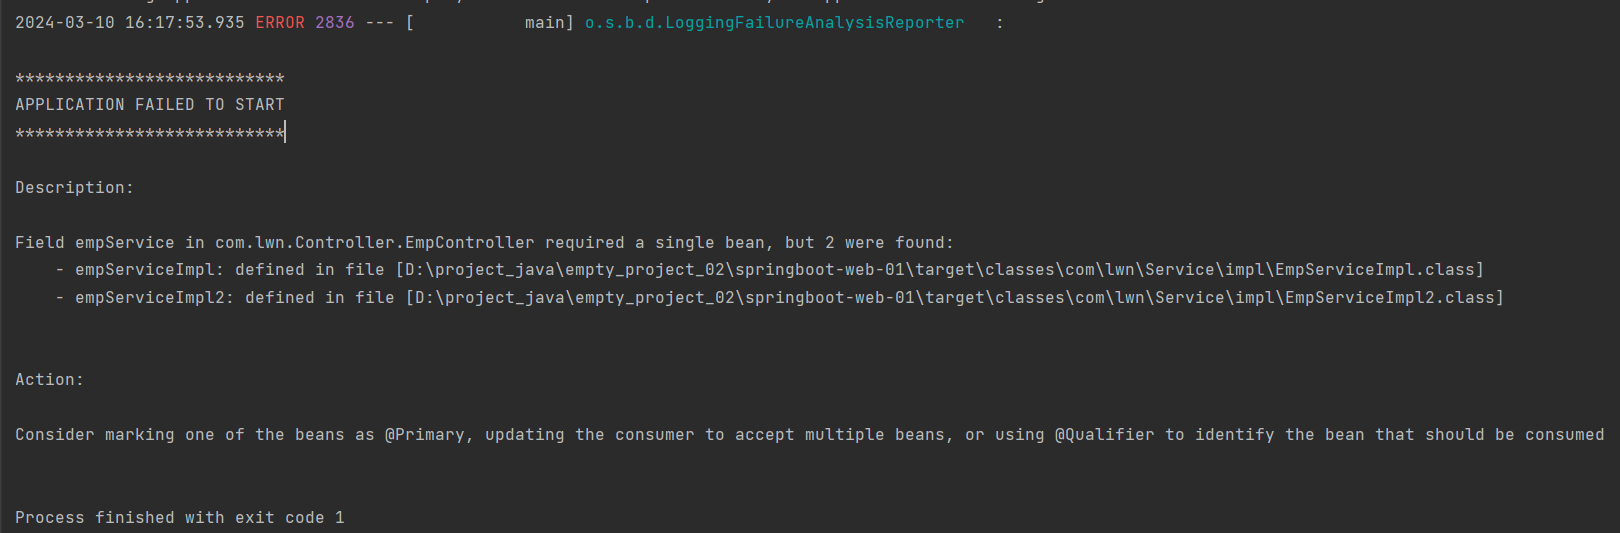 2024-03-10 16:17:53.935 ERROR 2836 --- [           main] o.s.b.d.LoggingFailureAnalysisReporter   :
***************************
APPLICATION FAILED TO START
***************************
Description:
Field empService in com.lwn.Controller.EmpController required a single bean, but 2 were found:
    - empServiceImpl: defined in file [D:\project_java\empty_project_02\springboot-web-01\target\classes\com\lwn\Service\impl\EmpServiceImpl.class]
    - empServiceImpl2: defined in file [D:\project_java\empty_project_02\springboot-web-01\target\classes\com\lwn\Service\impl\EmpServiceImpl2.class]
Action:
Consider marking one of the beans as @Primary, updating the consumer to accept multiple beans, or using @Qualifier to identify the bean that should be consumed
Process finished with exit code 1